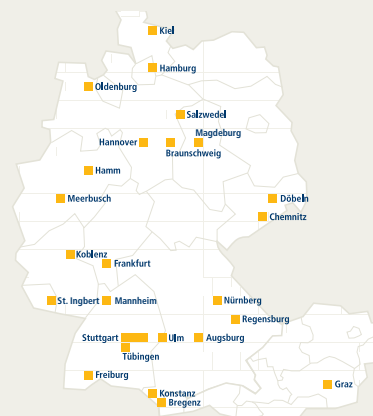 Kiel
Hamburg
Oldenburg
Salzwedel
Magdeburg
Hannover
Braunschweig
Hamm
Meerbusch
Döbeln
Chemnitz
Koblenz
Frankfurt
St. Ingbert
Mannheim
Nürnberg
Regensburg
Stuttgart
Ulm
Augsburg
Tübingen
Freiburg
Graz
Konstanz
Bregenz